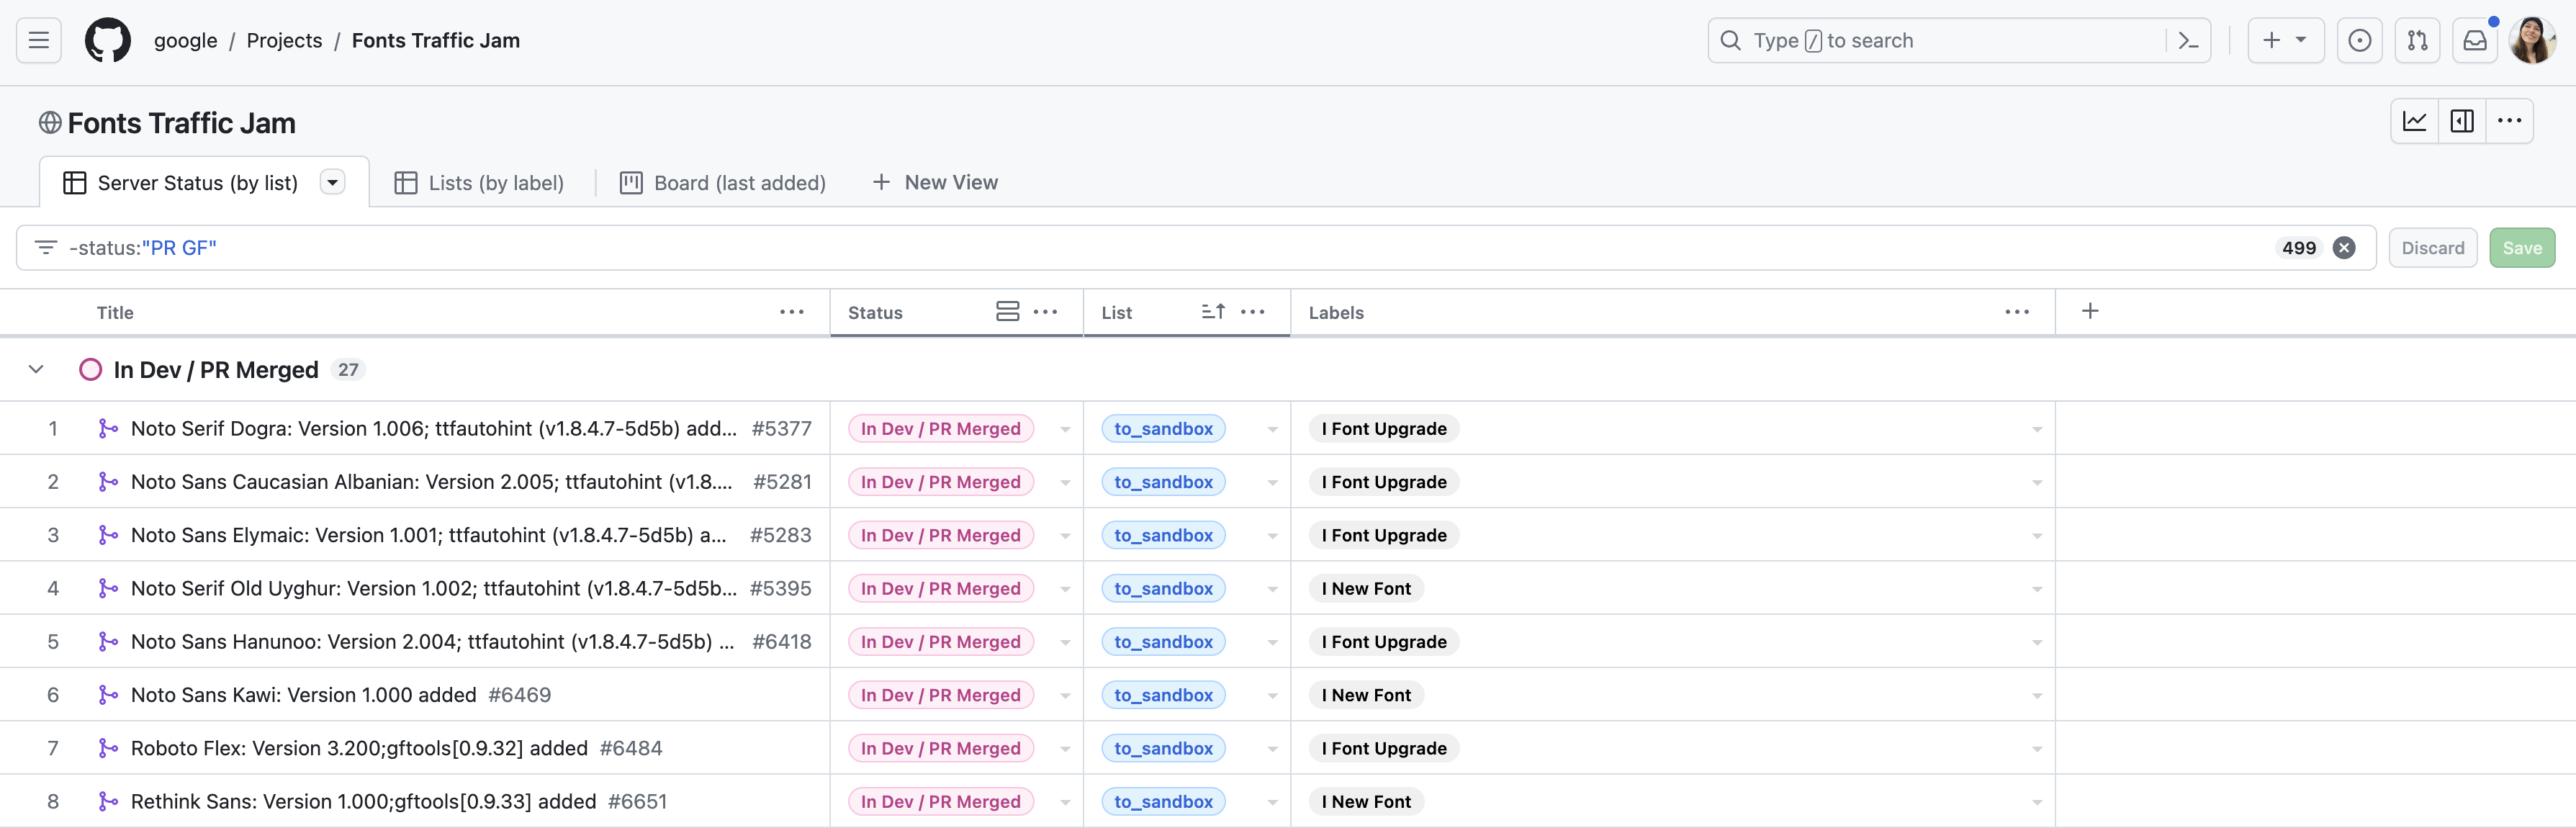 google / Projects / Fonts Traffic Jam
Type / to search
Fonts Traffic Jam
Server Status (by list)
Lists (by label)
Board (last added)
New View
-status:"PR GF"
499
Discard
Save
Title
Status
List
Labels
In Dev / PR Merged 27
1 Noto Serif Dogra: Version 1.006; ttfautohint (v1.8.4.7-5d5b) add... #5377 In Dev / PR Merged to_sandbox I Font Upgrade
2 Noto Sans Caucasian Albanian: Version 2.005; ttfautohint (v1.8.... #5281 In Dev / PR Merged to_sandbox I Font Upgrade
3 Noto Sans Elymaic: Version 1.001; ttfautohint (v1.8.4.7-5d5b) a... #5283 In Dev / PR Merged to_sandbox I Font Upgrade
4 Noto Serif Old Uyghur: Version 1.002; ttfautohint (v1.8.4.7-5d5b... #5395 In Dev / PR Merged to_sandbox I New Font
5 Noto Sans Hanunoo: Version 2.004; ttfautohint (v1.8.4.7-5d5b) ... #6418 In Dev / PR Merged to_sandbox I Font Upgrade
6 Noto Sans Kawi: Version 1.000 added #6469 In Dev / PR Merged to_sandbox I New Font
7 Roboto Flex: Version 3.200;gftools[0.9.32] added #6484 In Dev / PR Merged to_sandbox I Font Upgrade
8 Rethink Sans: Version 1.000;gftools[0.9.33] added #6651 In Dev / PR Merged to_sandbox I New Font